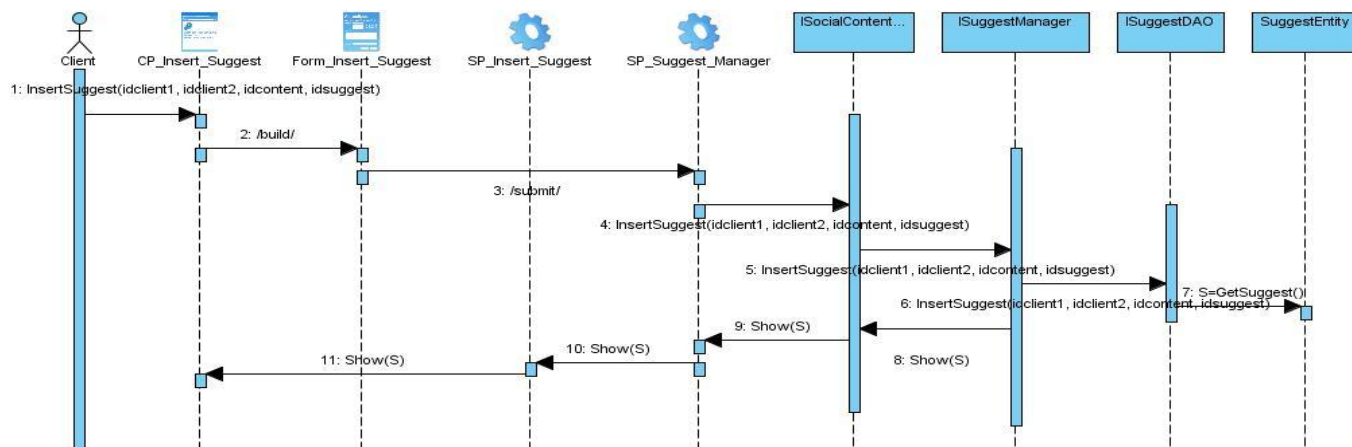 ISocialContent...
ISuggestManager
ISuggestDAO
SuggestEntity
Client
CP_Insert_Suggest
Form_Insert_Suggest
SP_Insert_Suggest
SP_Suggest_Manager
1: InsertSuggest(idclient1, idclient2, idcontent, idsuggest)
2: /build/
3: /submit/
4: InsertSuggest(idclient1, idclient2, idcontent, idsuggest)
5: InsertSuggest(idclient1, idclient2, idcontent, idsuggest)
7: S=GetSuggest()
6: InsertSuggest(idclient1, idclient2, idcontent, idsuggest)
9: Show(S)
10: Show(S)
11: Show(S)
8: Show(S)